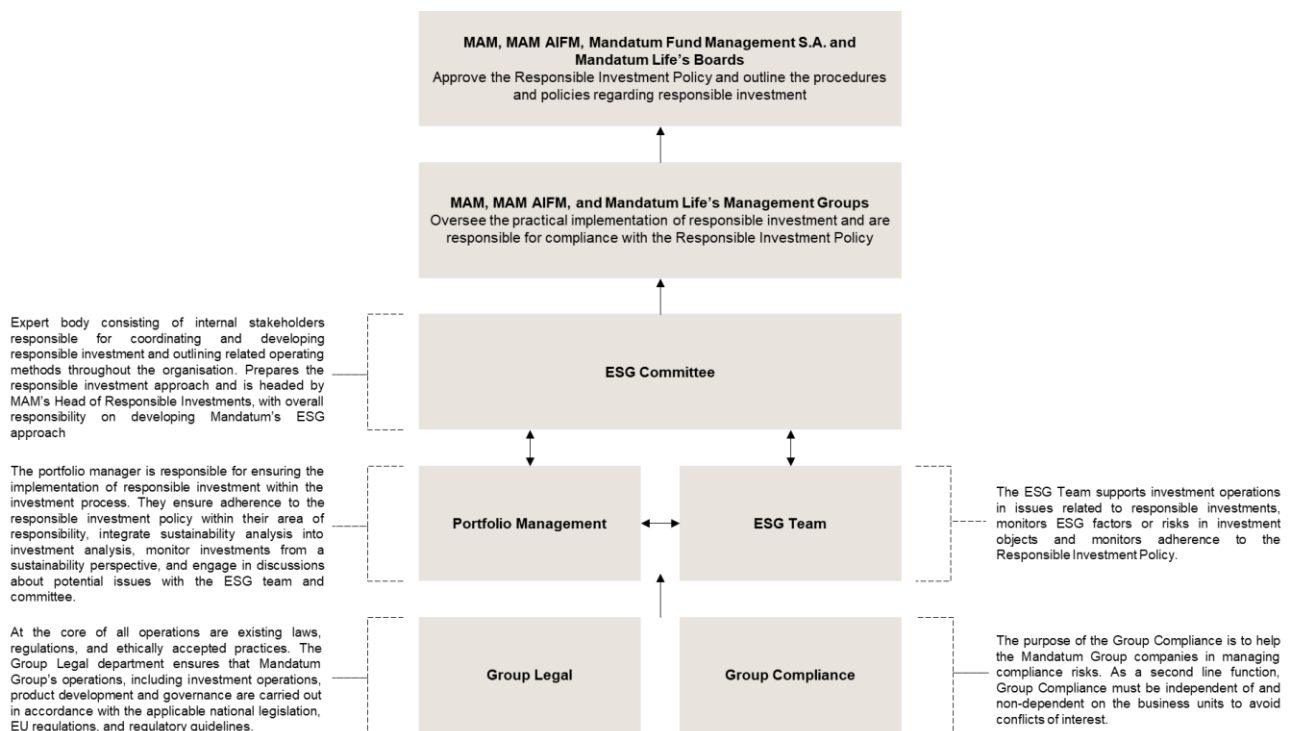 MAM, MAM AIFM, Mandatum Fund Management S.A. and
Mandatum Life's Boards
Approve the Responsible Investment Policy and outline the procedures
and policies regarding responsible investment
MAM, MAM AIFM, and Mandatum Life's Management Groups
Oversee the practical implementation of responsible investment and are
responsible for compliance with the Responsible Investment Policy
Expert body consisting of internal stakeholders
responsible for coordinating and developing
responsible investment and outlining related operating
methods throughout the organisation. Prepares the
responsible investment approach and is headed by
MAM's Head of Responsible Investments, with overall
responsibility on developing Mandatum's ESG
approach
ESG Committee
The portfolio manager is responsible for ensuring the
implementation of responsible investment within the
investment process. They ensure adherence to the
responsible investment policy within their area of
responsibility, integrate sustainability analysis into
investment analysis, monitor investments from a
sustainability perspective, and engage in discussions
about potential issues with the ESG team and
committee.
Portfolio Management
ESG Team
The ESG Team supports investment operations
in issues related to responsible investments,
monitors ESG factors or risks in investment
objects and monitors adherence to the
Responsible Investment Policy.
At the core of all operations are existing laws,
regulations, and ethically accepted practices. The
Group Legal department ensures that Mandatum
Group's operations, including investment operations,
product development and governance are carried out
in accordance with the applicable national legislation,
EU regulations, and regulatory guidelines.
Group Legal
Group Compliance
The purpose of the Group Compliance is to help
the Mandatum Group companies in managing
compliance risks. As a second line function,
Group Compliance must be independent of and
non-dependent on the business units to avoid
conflicts of interest.